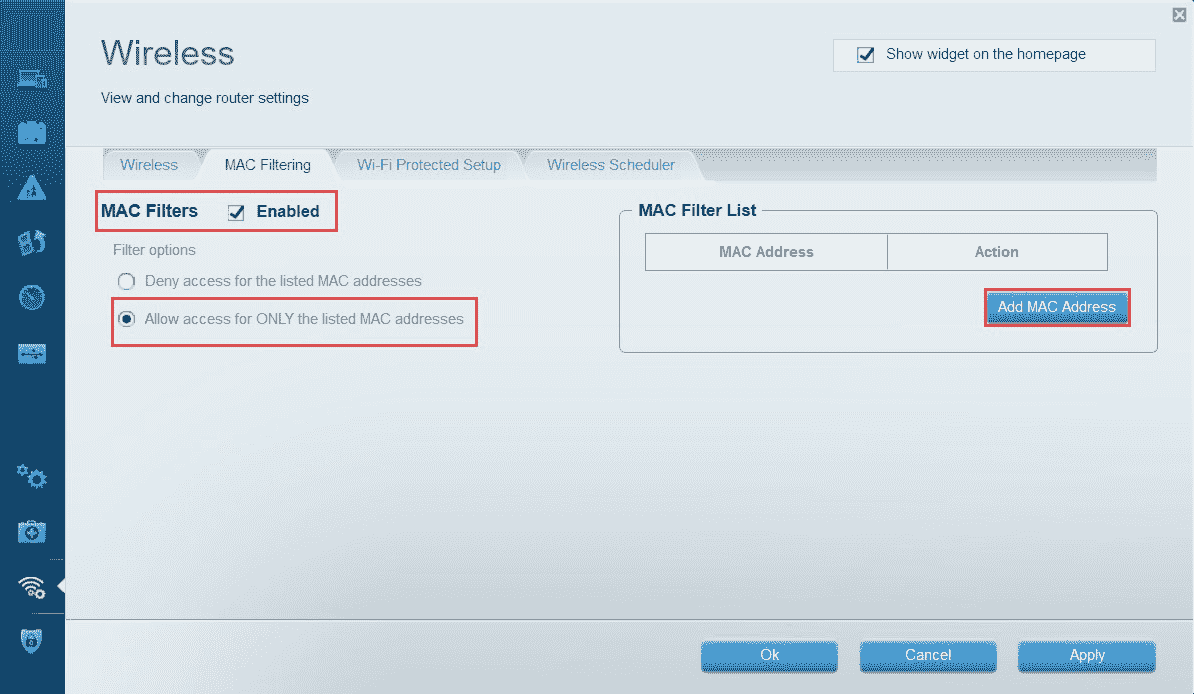 Wireless
Show widget on the homepage
View and change router settings
Wireless
MAC Filtering
Wi-Fi Protected Setup
Wireless Scheduler
MAC Filters
Enabled
Filter options
Deny access for the listed MAC addresses
Allow access for ONLY the listed MAC addresses
MAC Filter List
MAC Address
Action
Add MAC Address
Ok
Cancel
Apply